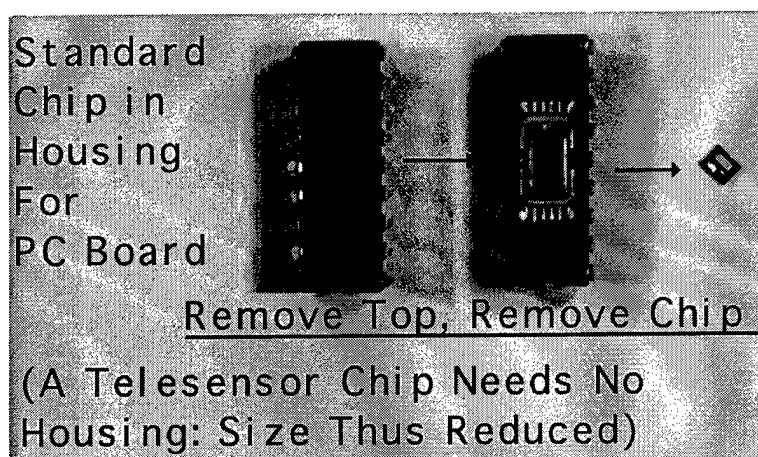 Standard
Chip in
Housing
For
PC Board
Remove Top, Remove Chip
(A Telesensor Chip Needs No
Housing: Size Thus Reduced)